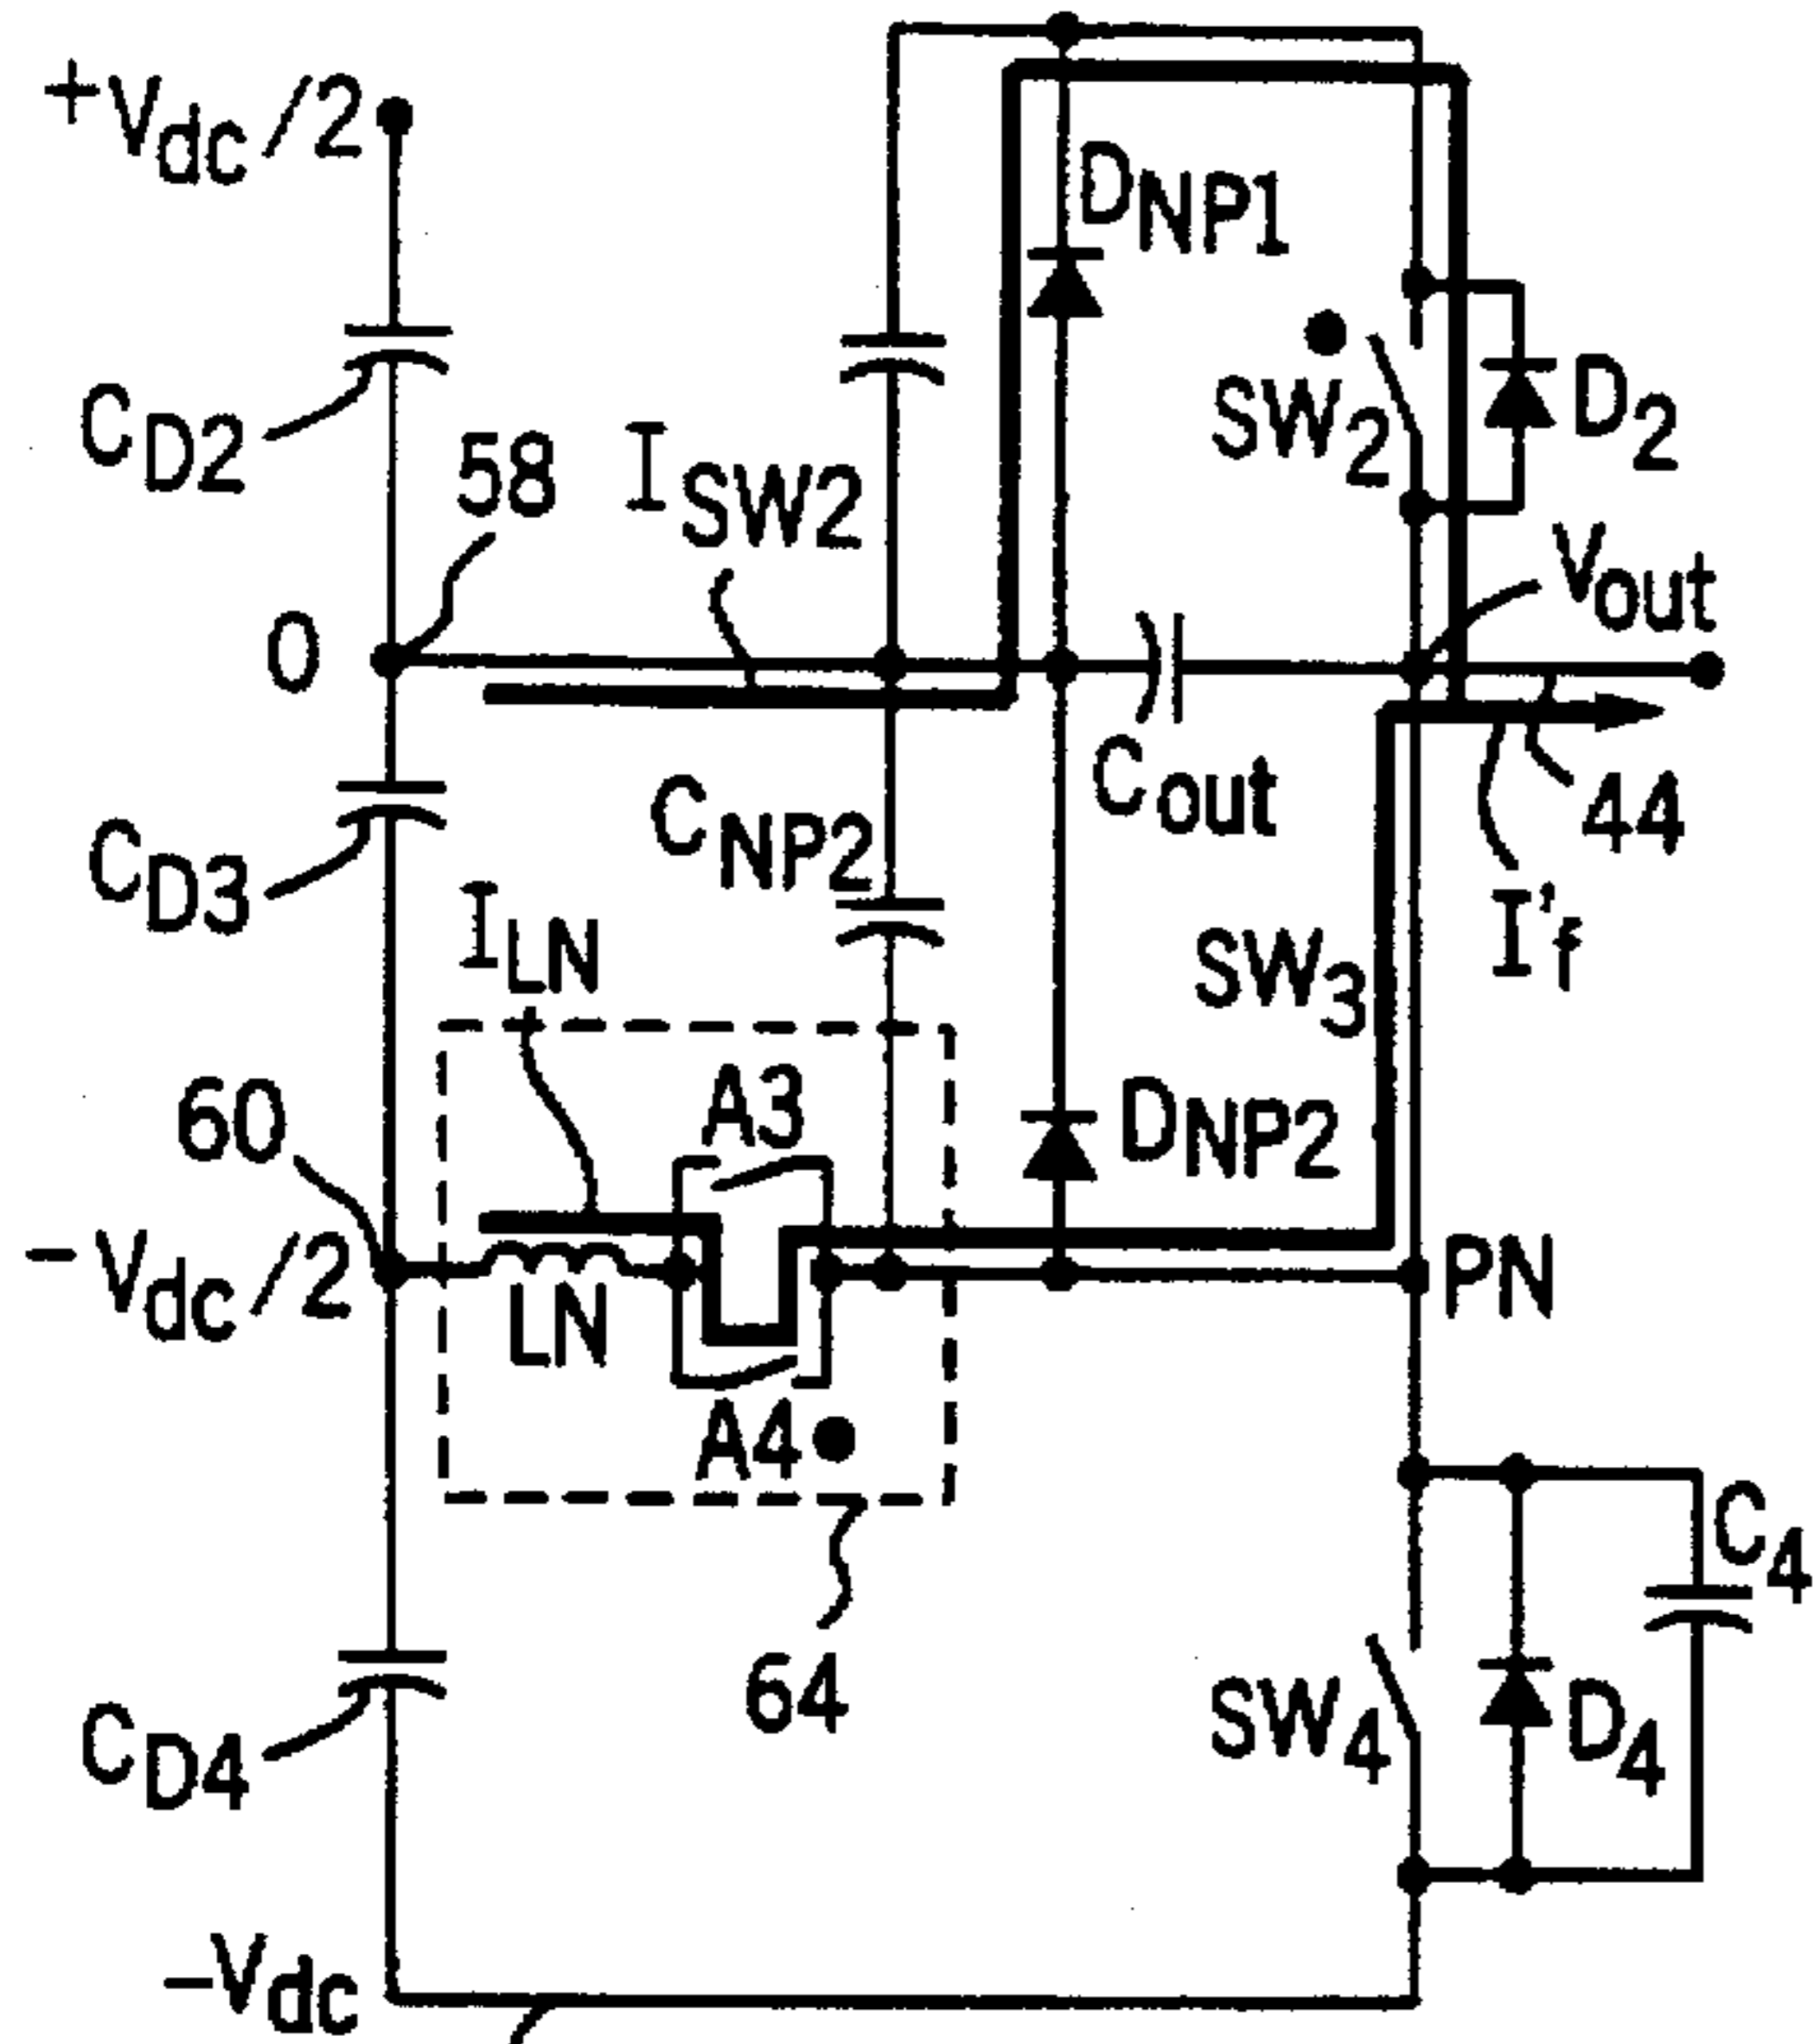 +Vdc/2
DNP1
CD2
SW2
D2
58
ISW2
Vout
0
Cout
44
CD3
CNP2
I'f
ILN
SW3
60
A3
DNP2
-Vdc/2
LN
PN
A4
C4
64
SW4
D4
CD4
-Vdc